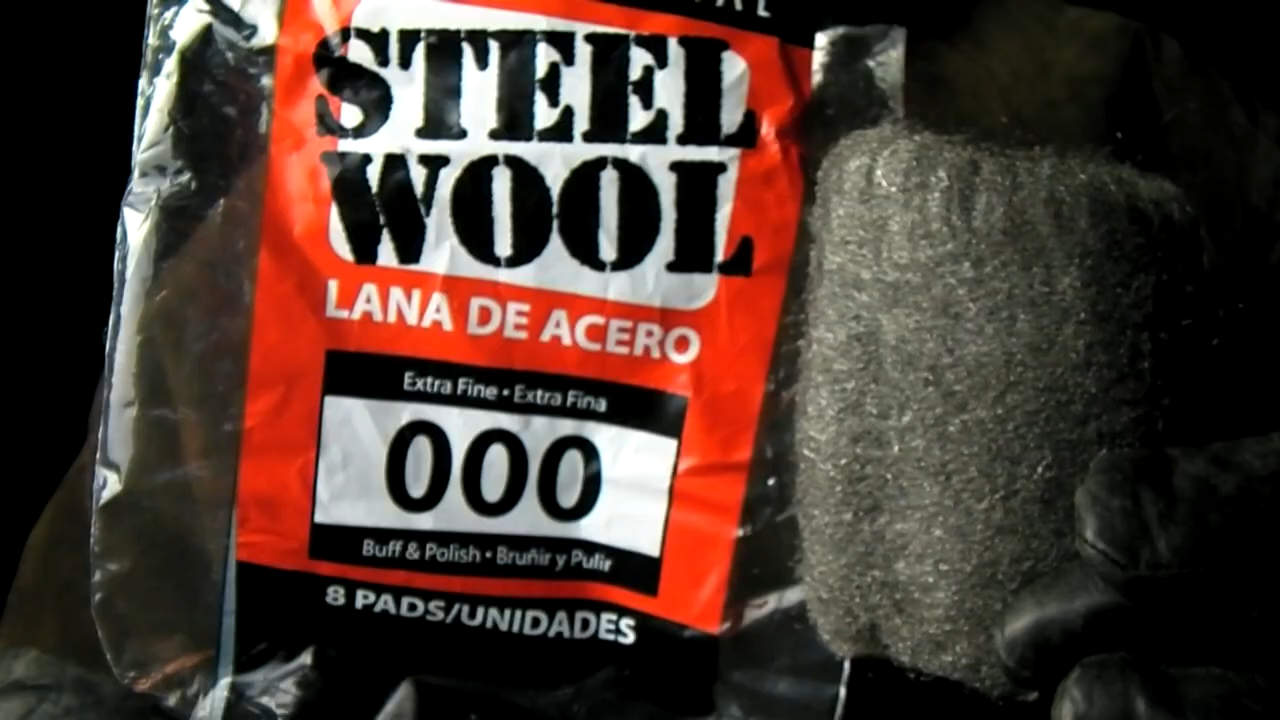 STEEL
WOOL
LANA DE ACERO
Extra Fine • Extra Fina
000
Buff & Polish • Bruñir y Pulir
8 PADS/UNIDADES